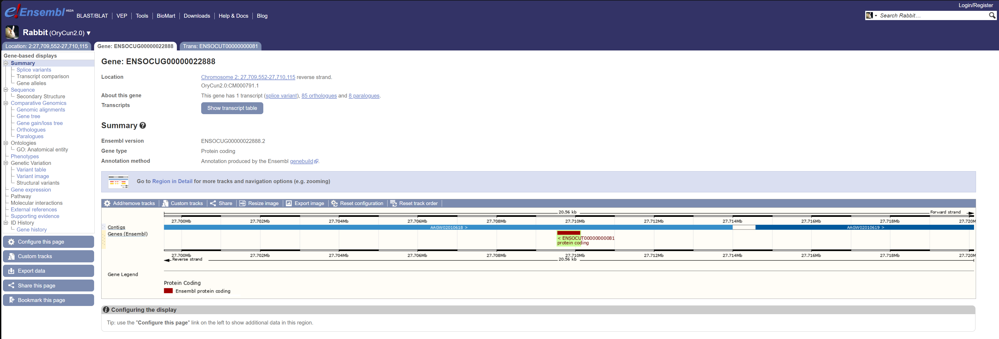 Login/Register
e!Ensembl ASIA
BLAST/BLAT VEP Tools BioMart Downloads Help & Docs Blog
Search Rabbit…
Rabbit (OryCun2.0) ▼
Location: 2:27,709,552-27,710,115
Gene: ENSOCUG00000022888
Trans: ENSOCUT00000000081
Gene-based displays
Summary
Splice variants
Transcript comparison
Gene alleles
Sequence
Secondary Structure
Comparative Genomics
Genomic alignments
Gene tree
Gene gain/loss tree
Orthologues
Paralogues
Ontologies
GO: Anatomical entity
Phenotypes
Genetic Variation
Variant table
Variant image
Structural variants
Gene expression
Pathway
Molecular interactions
External references
Supporting evidence
ID History
Gene history
Configure this page
Custom tracks
Export data
Share this page
Bookmark this page
Gene: ENSOCUG00000022888
Location
Chromosome 2: 27,709,552-27,710,115 reverse strand.
OryCun2.0:CM000791.1
About this gene
This gene has 1 transcript (splice variant), 85 orthologues and 8 paralogues.
Transcripts
Show transcript table
Summary ?
Ensembl version
ENSOCUG00000022888.2
Gene type
Protein coding
Annotation method
Annotation produced by the Ensembl genebuild.
Go to Region in Detail for more tracks and navigation options (e.g. zooming)
Add/remove tracks Custom tracks Share Resize image Export image Reset configuration Reset track order
20.56 kb Forward strand
27.700Mb 27.702Mb 27.704Mb 27.706Mb 27.708Mb 27.710Mb 27.712Mb 27.714Mb 27.716Mb 27.718Mb 27.720M
Contigs AAGW02010618 > AAGW02010619 >
Genes (Ensembl)
< ENSOCUT00000000081
protein coding
27.700Mb 27.702Mb 27.704Mb 27.706Mb 27.708Mb 27.710Mb 27.712Mb 27.714Mb 27.716Mb 27.718Mb 27.720M
Reverse strand 20.56 kb
Gene Legend
Protein Coding
Ensembl protein coding
Configuring the display
Tip: use the "Configure this page" link on the left to show additional data in this region.